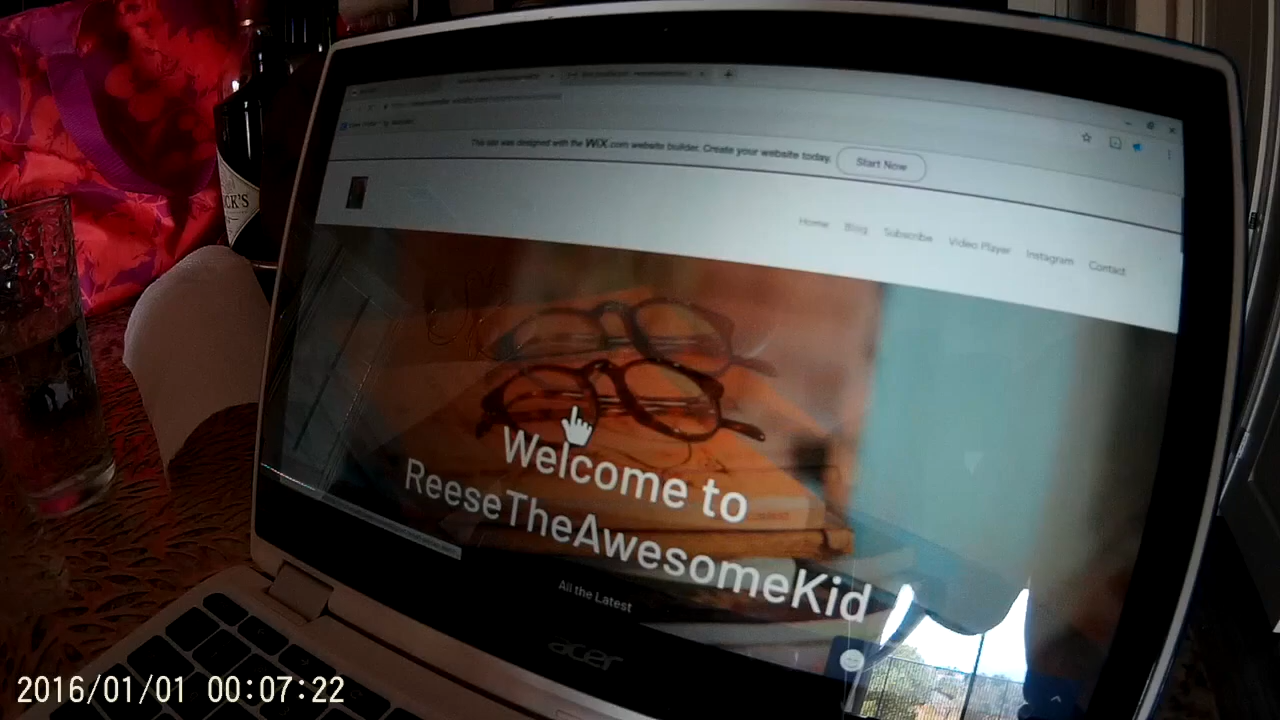 This site was designed with the WiX.com website builder. Create your website today. Start Now
Home Blog Subscribe Video Player Instagram Contact
CK'S
Welcome to
ReeseTheAwesomeKid
All the Latest
acer
2016/01/01 00:07:22